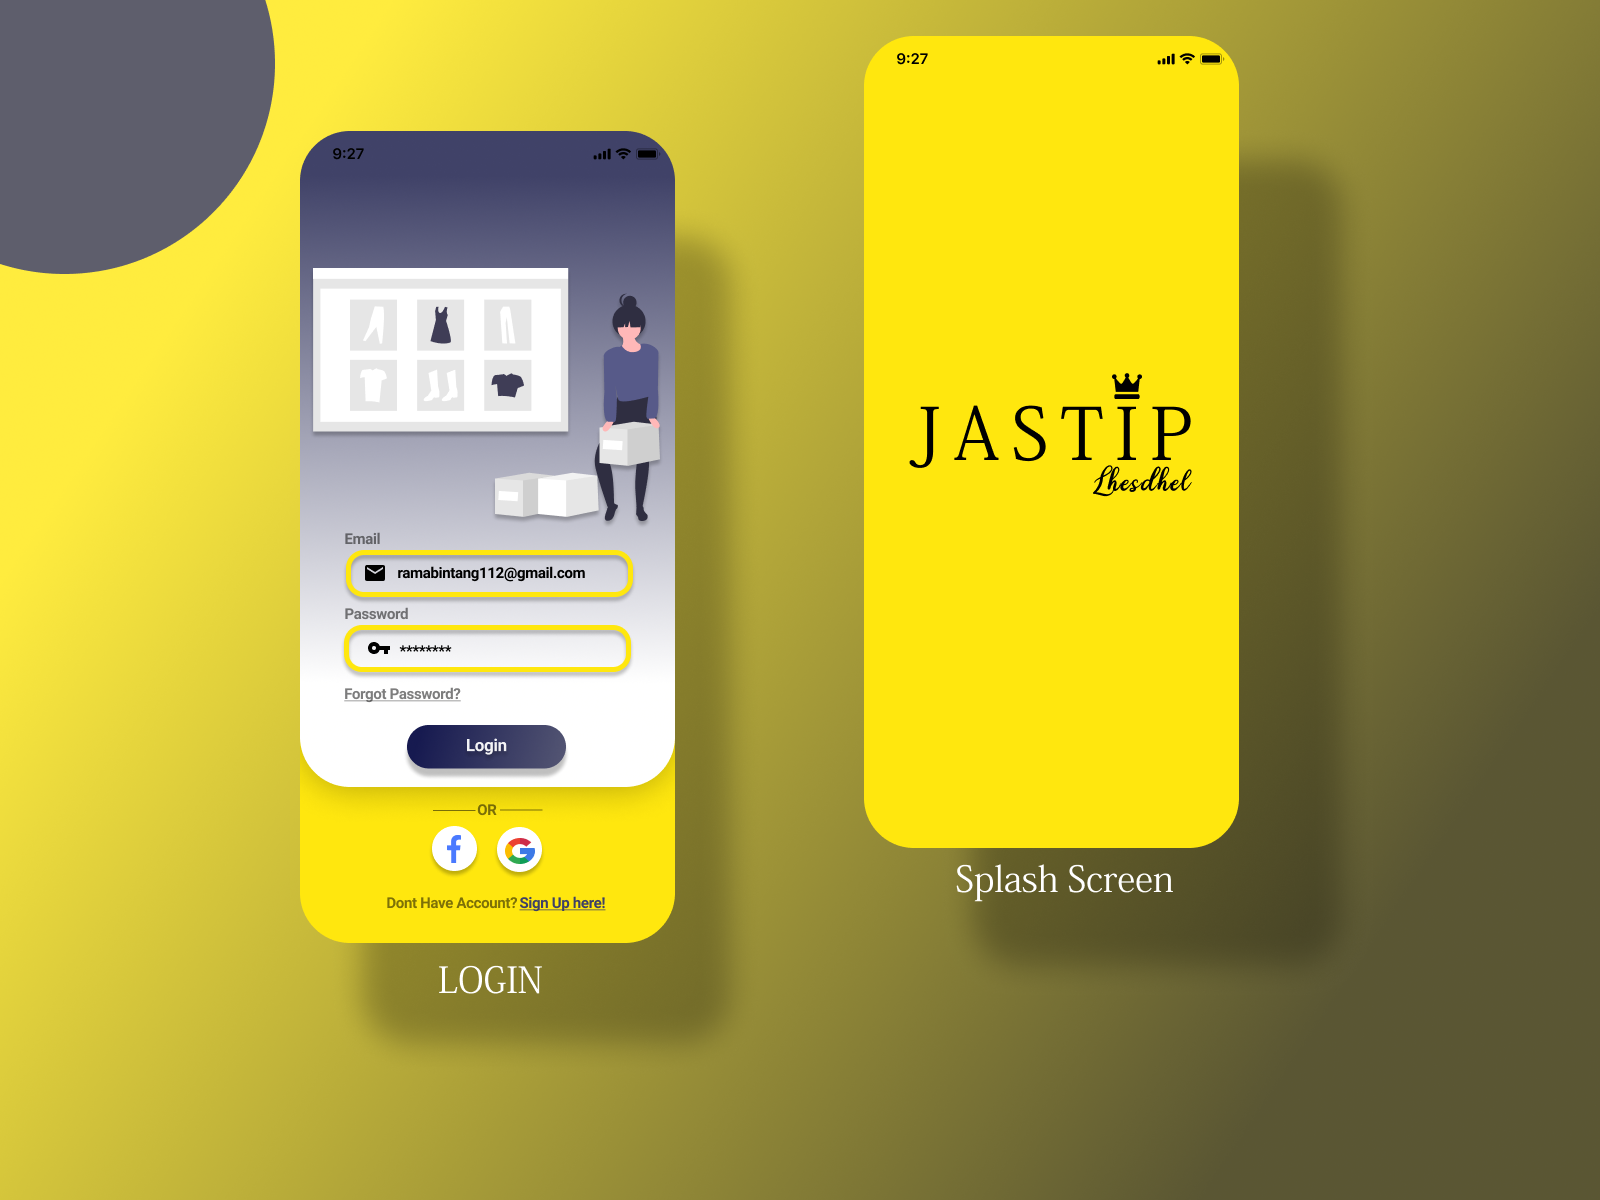 9:27
Email
ramabintang112@gmail.com
Password
********
Forgot Password?
Login
OR
Dont Have Account? Sign Up here!
LOGIN
9:27
JASTIP
Lhesdhel
Splash Screen